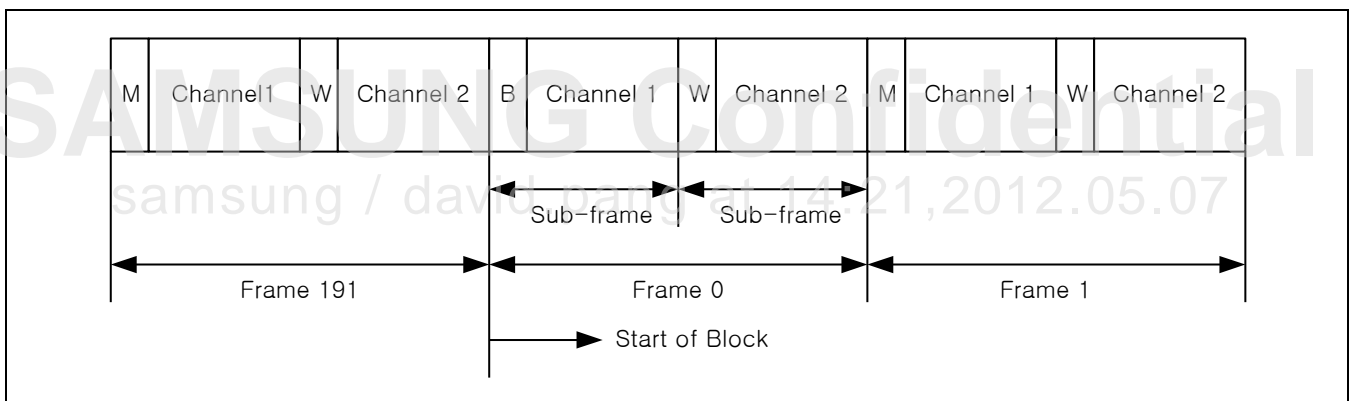 M Channel1 W Channel 2 B Channel 1 W Channel 2 M Channel 1 W Channel 2
SAMSUNG Confidential
samsung / david.pang at 14:21,2012.05.07
Sub-frame Sub-frame
Frame 191 Frame 0 Frame 1
Start of Block